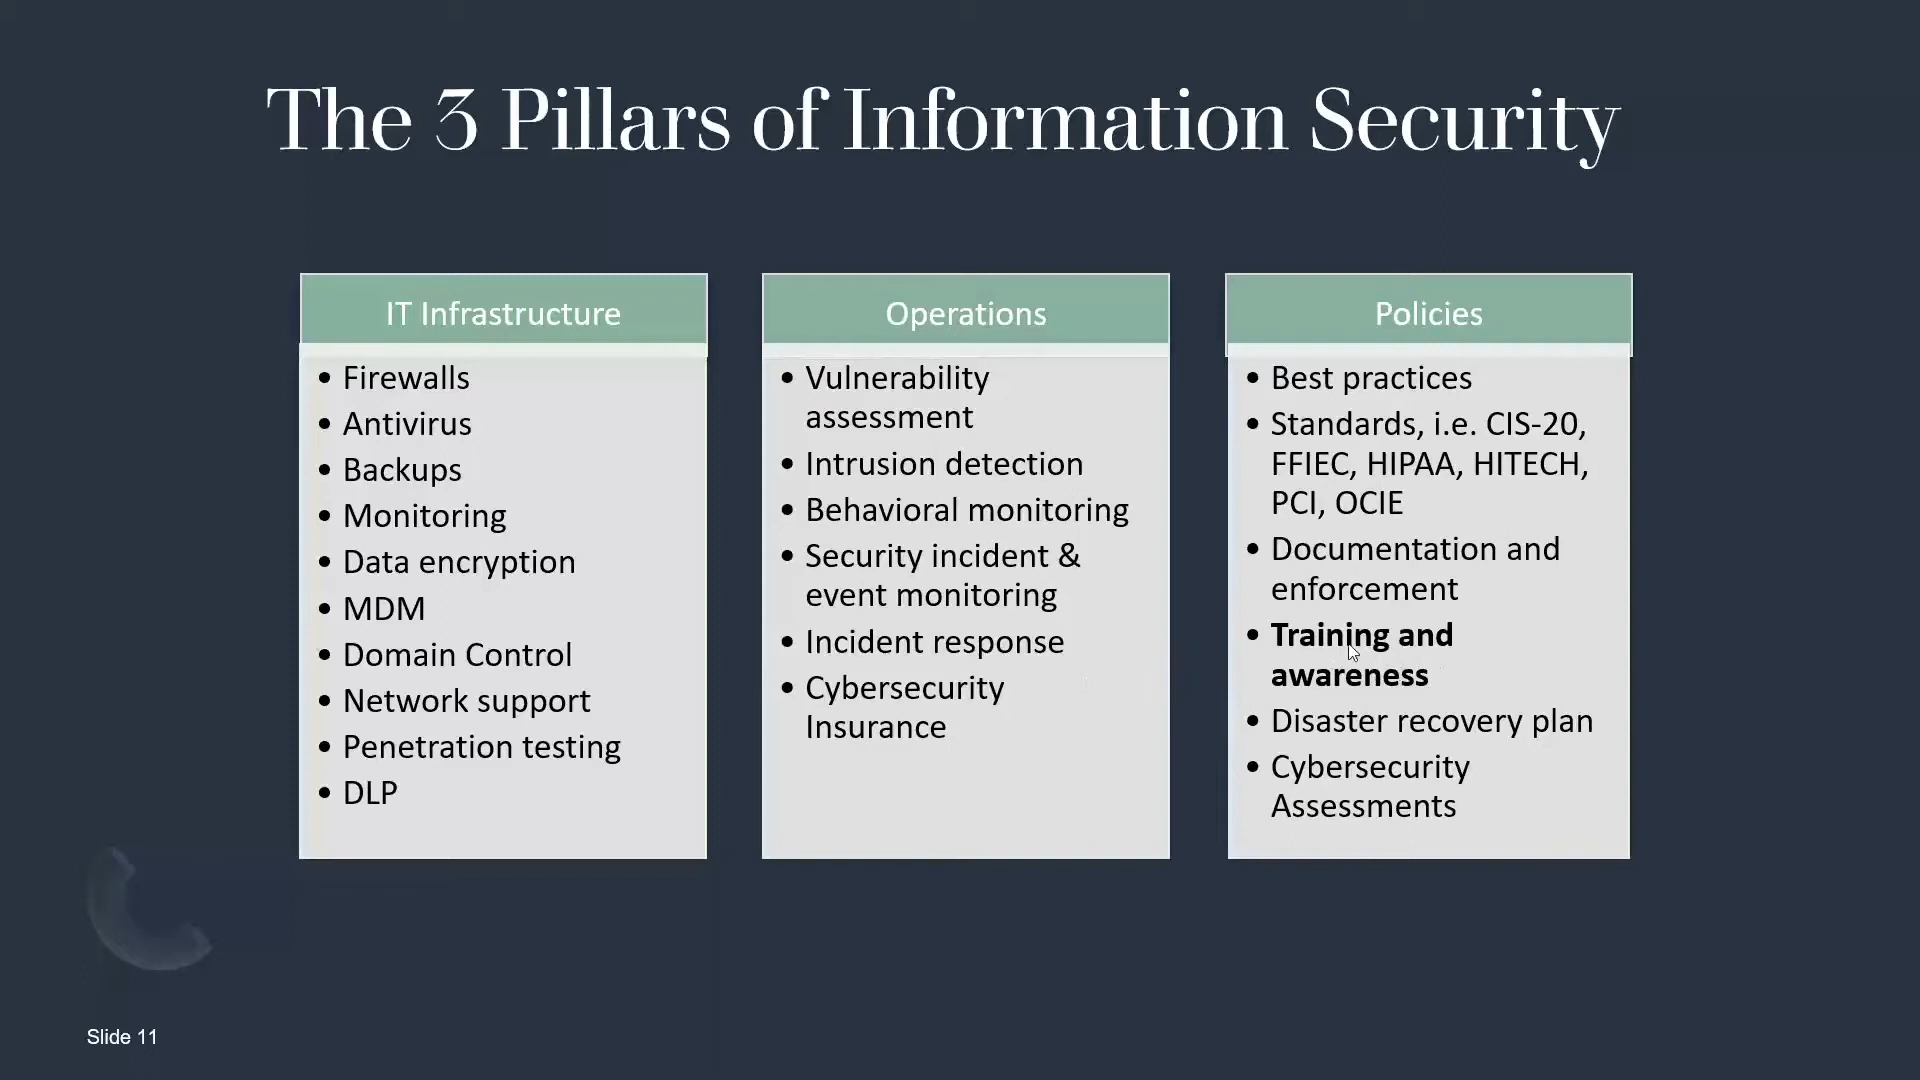 The 3 Pillars of Information Security
IT Infrastructure
• Firewalls
• Antivirus
• Backups
• Monitoring
• Data encryption
• MDM
• Domain Control
• Network support
• Penetration testing
• DLP
Operations
• Vulnerability
assessment
• Intrusion detection
• Behavioral monitoring
• Security incident &
event monitoring
• Incident response
• Cybersecurity
Insurance
Policies
• Best practices
• Standards, i.e. CIS-20,
FFIEC, HIPAA, HITECH,
PCI, OCIE
• Documentation and
enforcement
• Training and
awareness
• Disaster recovery plan
• Cybersecurity
Assessments
Slide 11